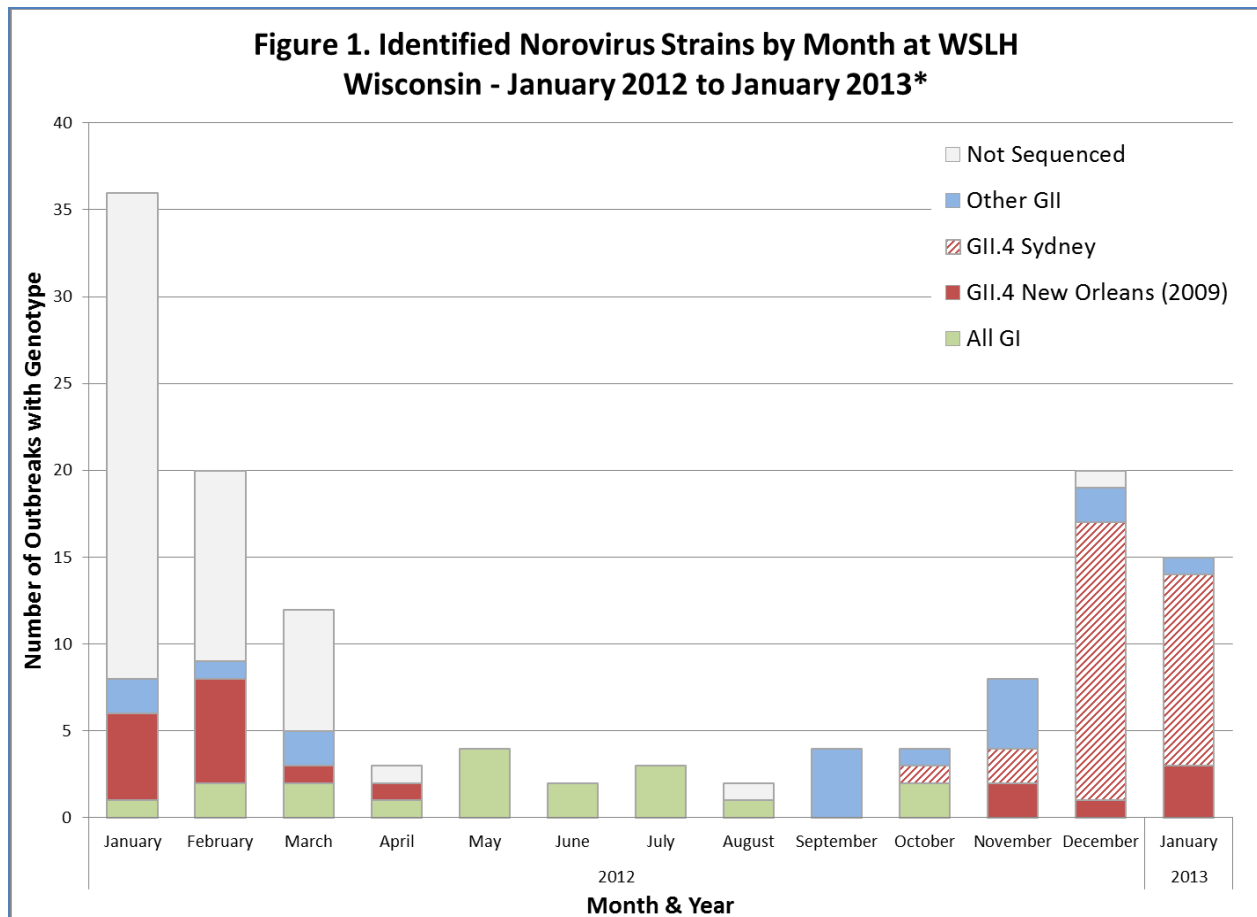 Figure 1. Identified Norovirus Strains by Month at WSLH
Wisconsin - January 2012 to January 2013*
Number of Outbreaks with Genotype
40
35
30
25
20
15
10
5
0
Not Sequenced
Other GII
GII.4 Sydney
GII.4 New Orleans (2009)
All GI
January February March April May June July August September October November December January
2012 2013
Month & Year